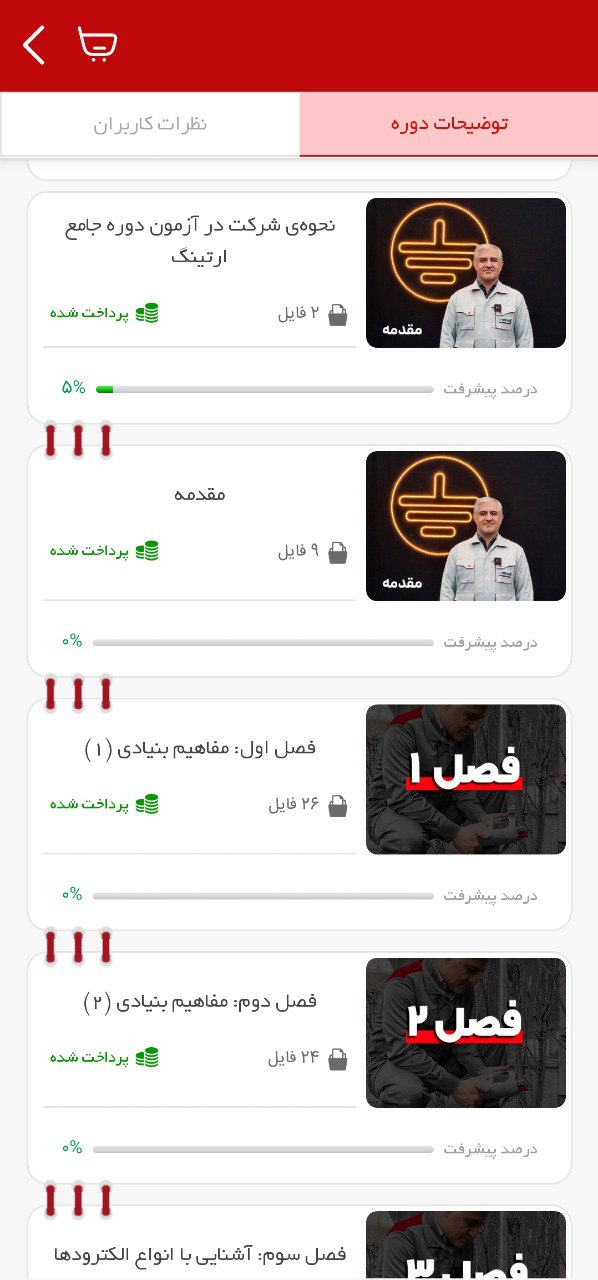 توضیحات دوره
نظرات کاربران
مقدمه
نحوه‌ی شرکت در آزمون دوره جامع
ارتینگ
۲ فایل
پرداخت شده
درصد پیشرفت
۵%
مقدمه
مقدمه
۹ فایل
پرداخت شده
درصد پیشرفت
۰%
فصل ۱
فصل اول: مفاهیم بنیادی (۱)
۲۶ فایل
پرداخت شده
درصد پیشرفت
۰%
فصل ۲
فصل دوم: مفاهیم بنیادی (۲)
۲۴ فایل
پرداخت شده
درصد پیشرفت
۰%
فصل ۳
فصل سوم: آشنایی با انواع الکترودها